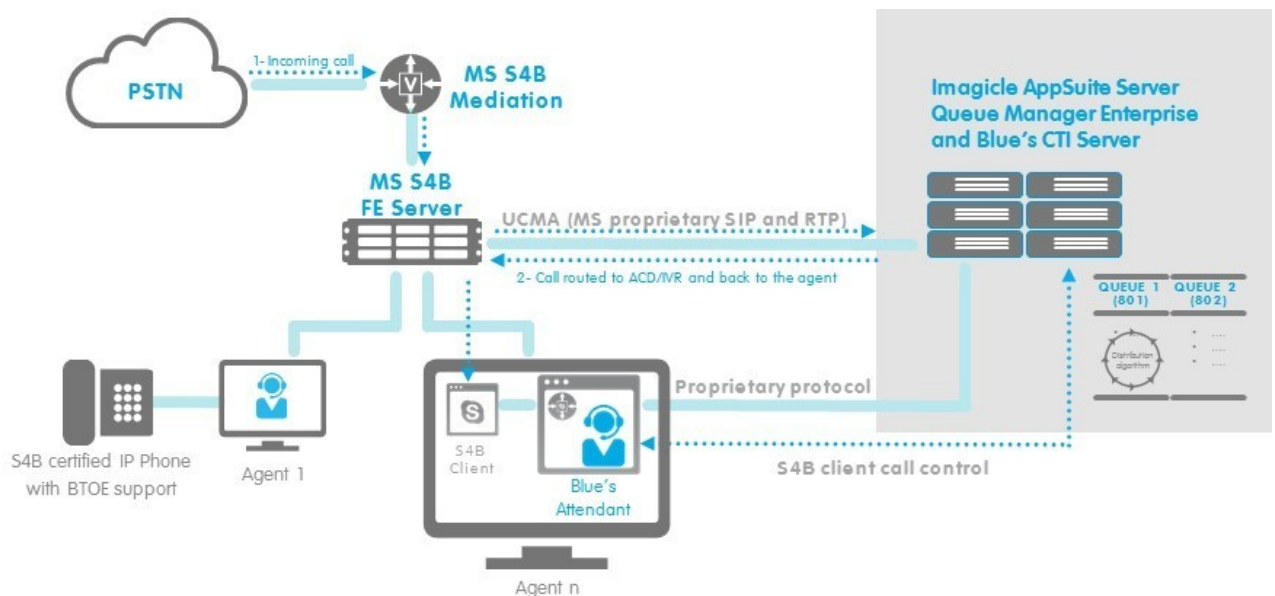 1- Incoming call
PSTN
MS S4B
Mediation
Imagicle AppSuite Server
Queue Manager Enterprise
and Blue's CTI Server
MS S4B
FE Server
UCMA (MS proprietary SIP and RTP)
2- Call routed to ACD/IVR and back to the agent
QUEUE 1
(801)
QUEUE 2
(802)
Distribution
algorithm
Proprietary protocol
S4B certified IP Phone
with BTOE support
Agent 1
S
S4B
Client
Blue's
Attendant
S4B client call control
Agent n
V